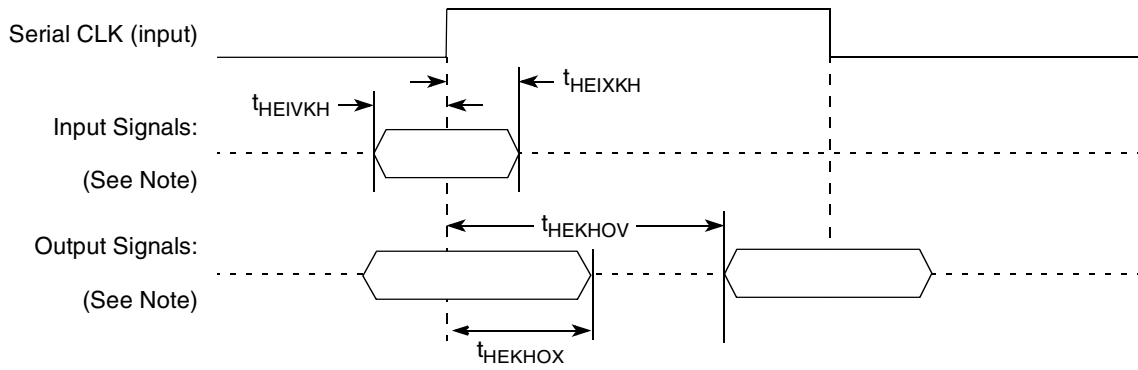 Serial CLK (input)
tHEIXKH
tHEIVKH
Input Signals:
(See Note)
tHEKHOV
Output Signals:
(See Note)
tHEKHOX